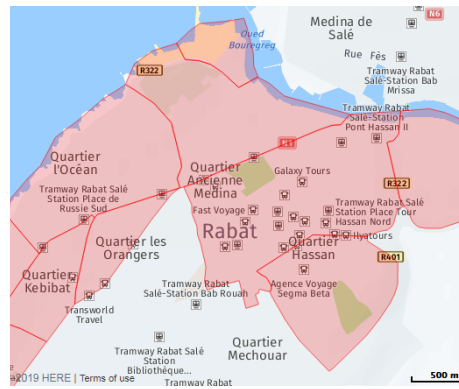 N6
Medina de
Salé
Oued
Bouregreg
Rue Fès
R322
Tramway Rabat
Salé-Station Bab
Mrissa
Tramway Rabat
Salé-Station
Pont Hassan II
Quartier
l'Océan
Quartier
Ancienne
Medina
Galaxy Tours
R322
Tramway Rabat Salé
Station Place de
Russie Sud
Fast Voyage
Tramway Rabat Salé
Station Place Tour
Hassan Nord
Rabat
Ilyatours
Quartier les
Orangers
Quartier
Hassan
R401
Quartier
Kebibat
Tramway Rabat
Salé-Station Bab Rouah
Agence Voyage
Segma Beta
Transworld
Travel
Quartier
Mechouar
Tramway Rabat Salé
Station
Bibliothèque...
2019 HERE | Terms of use
Tramway Rabat
500 m